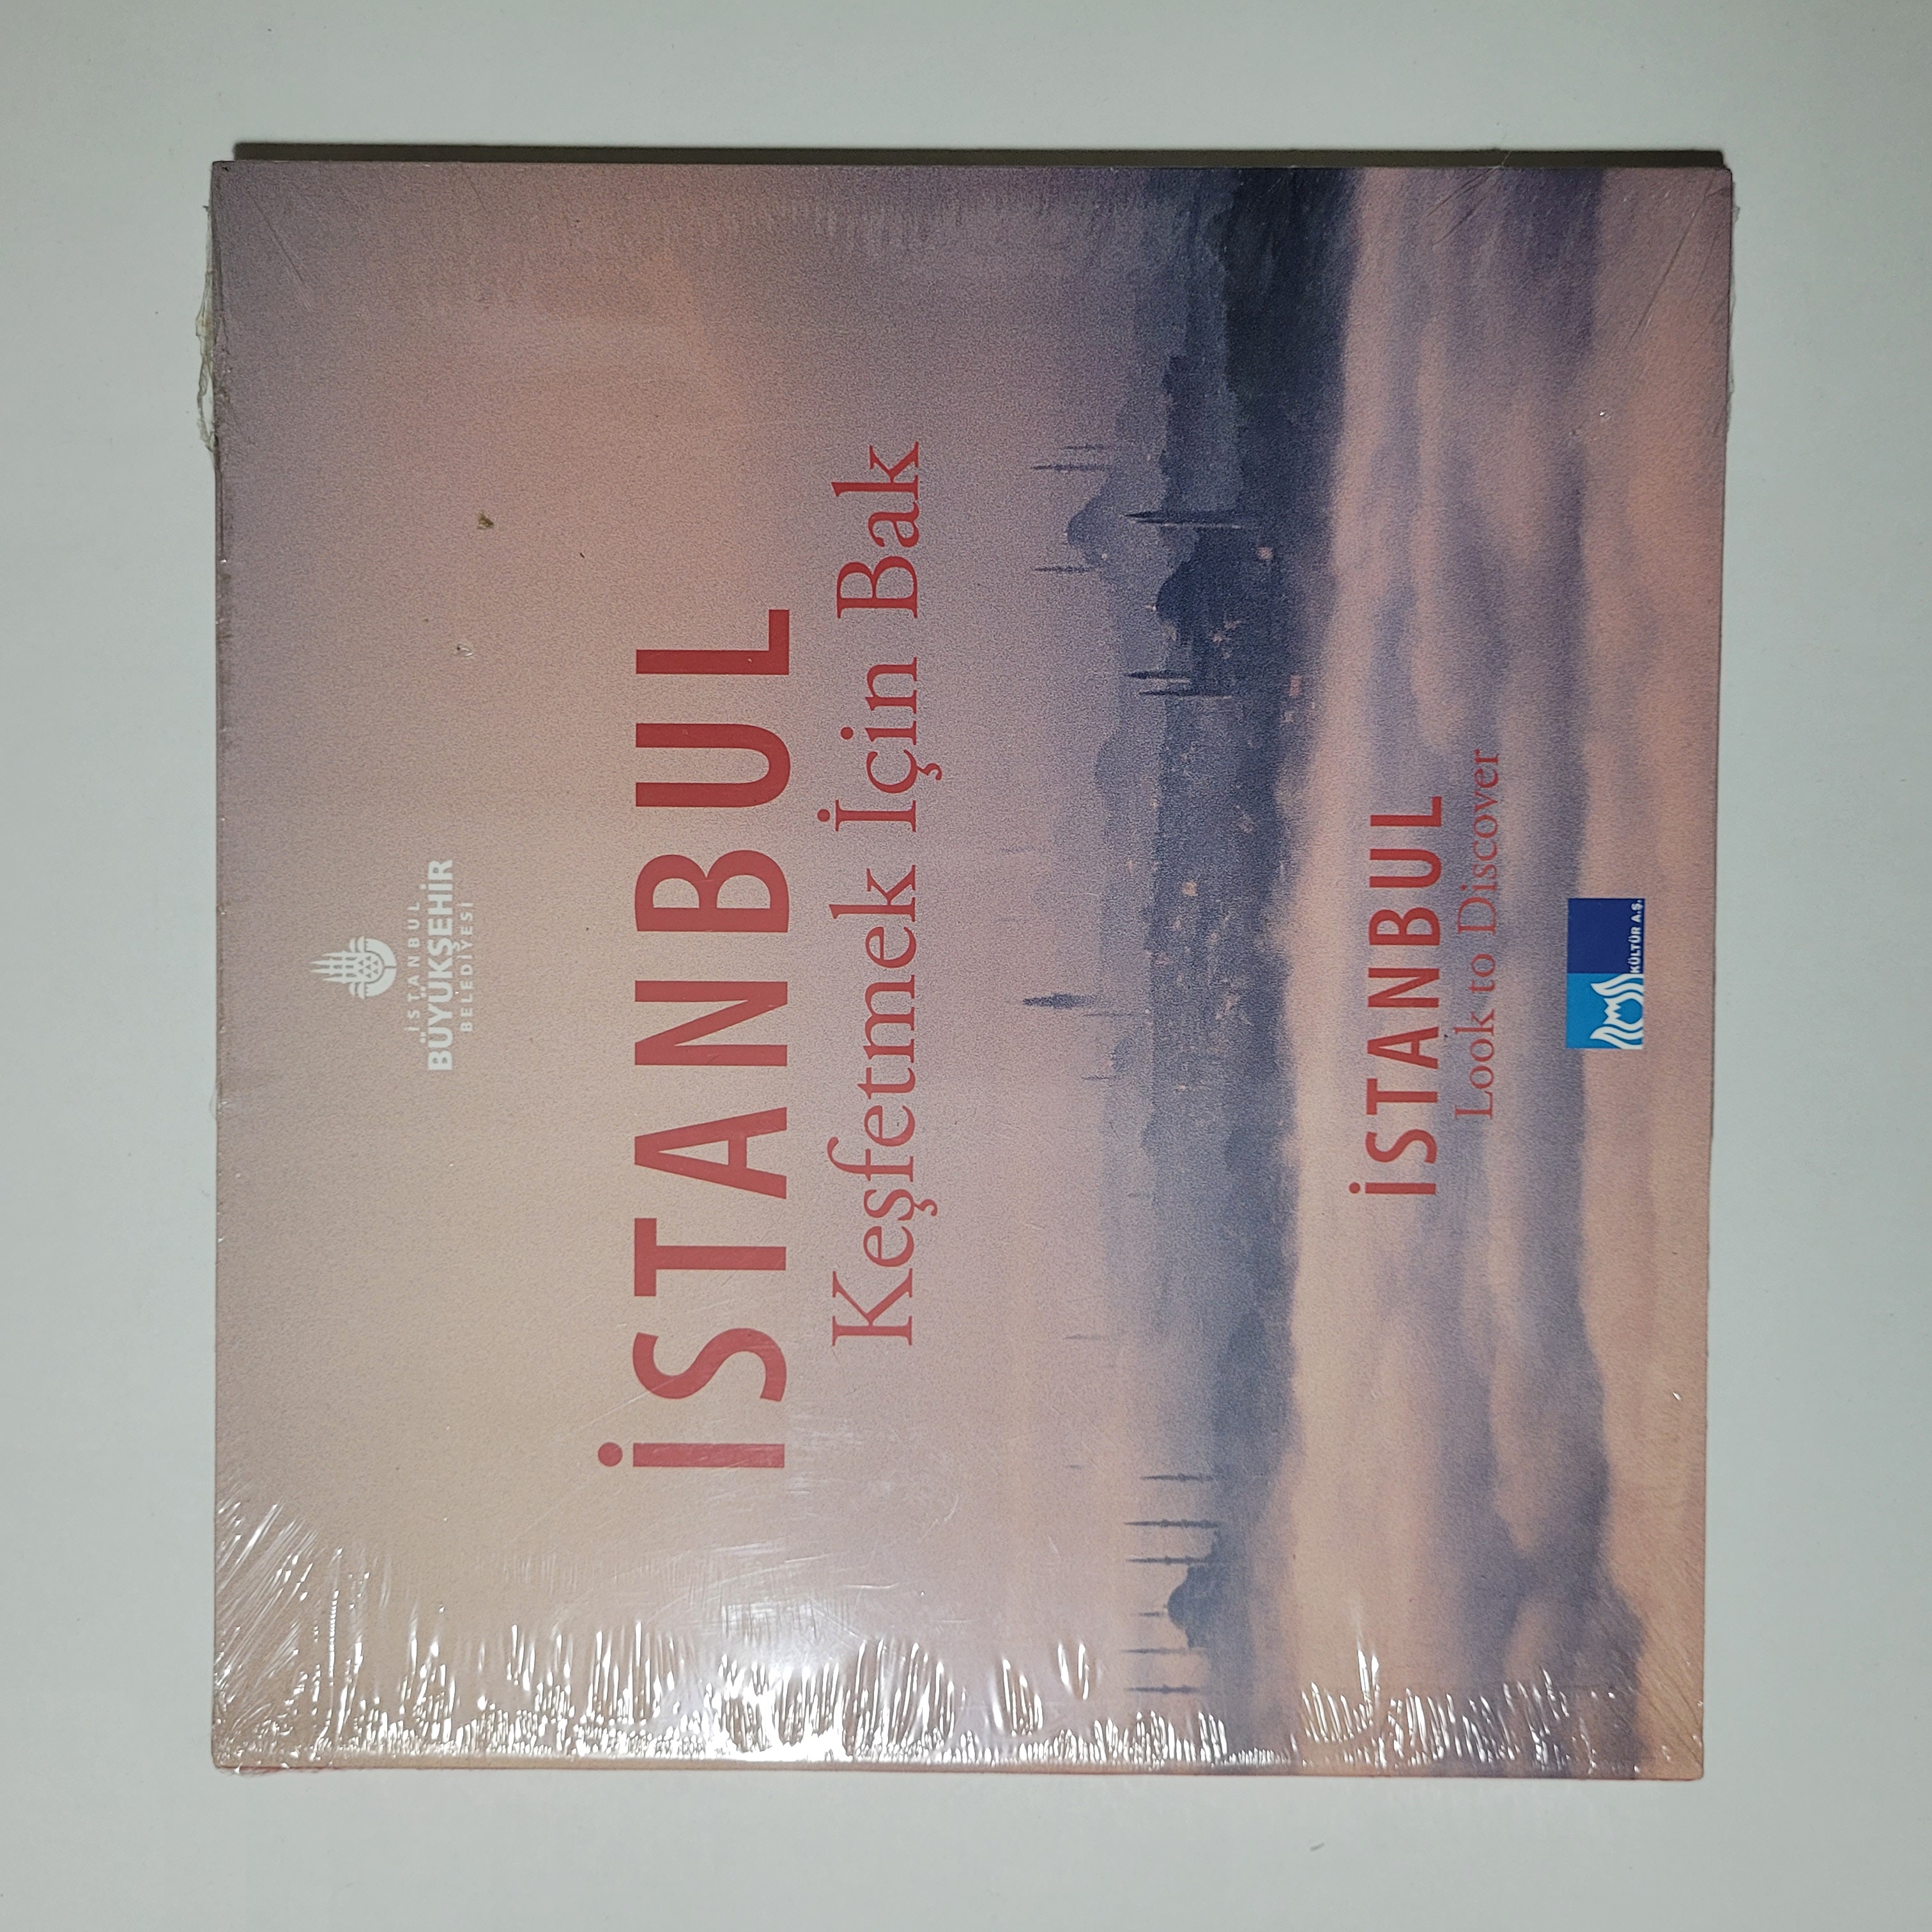 İSTANBUL
BÜYÜKŞEHİR
BELEDİYESİ
İSTANBUL
Keşfetmek İçin Bak
İSTANBUL
Look to Discover
KÜLTÜR A.Ş.